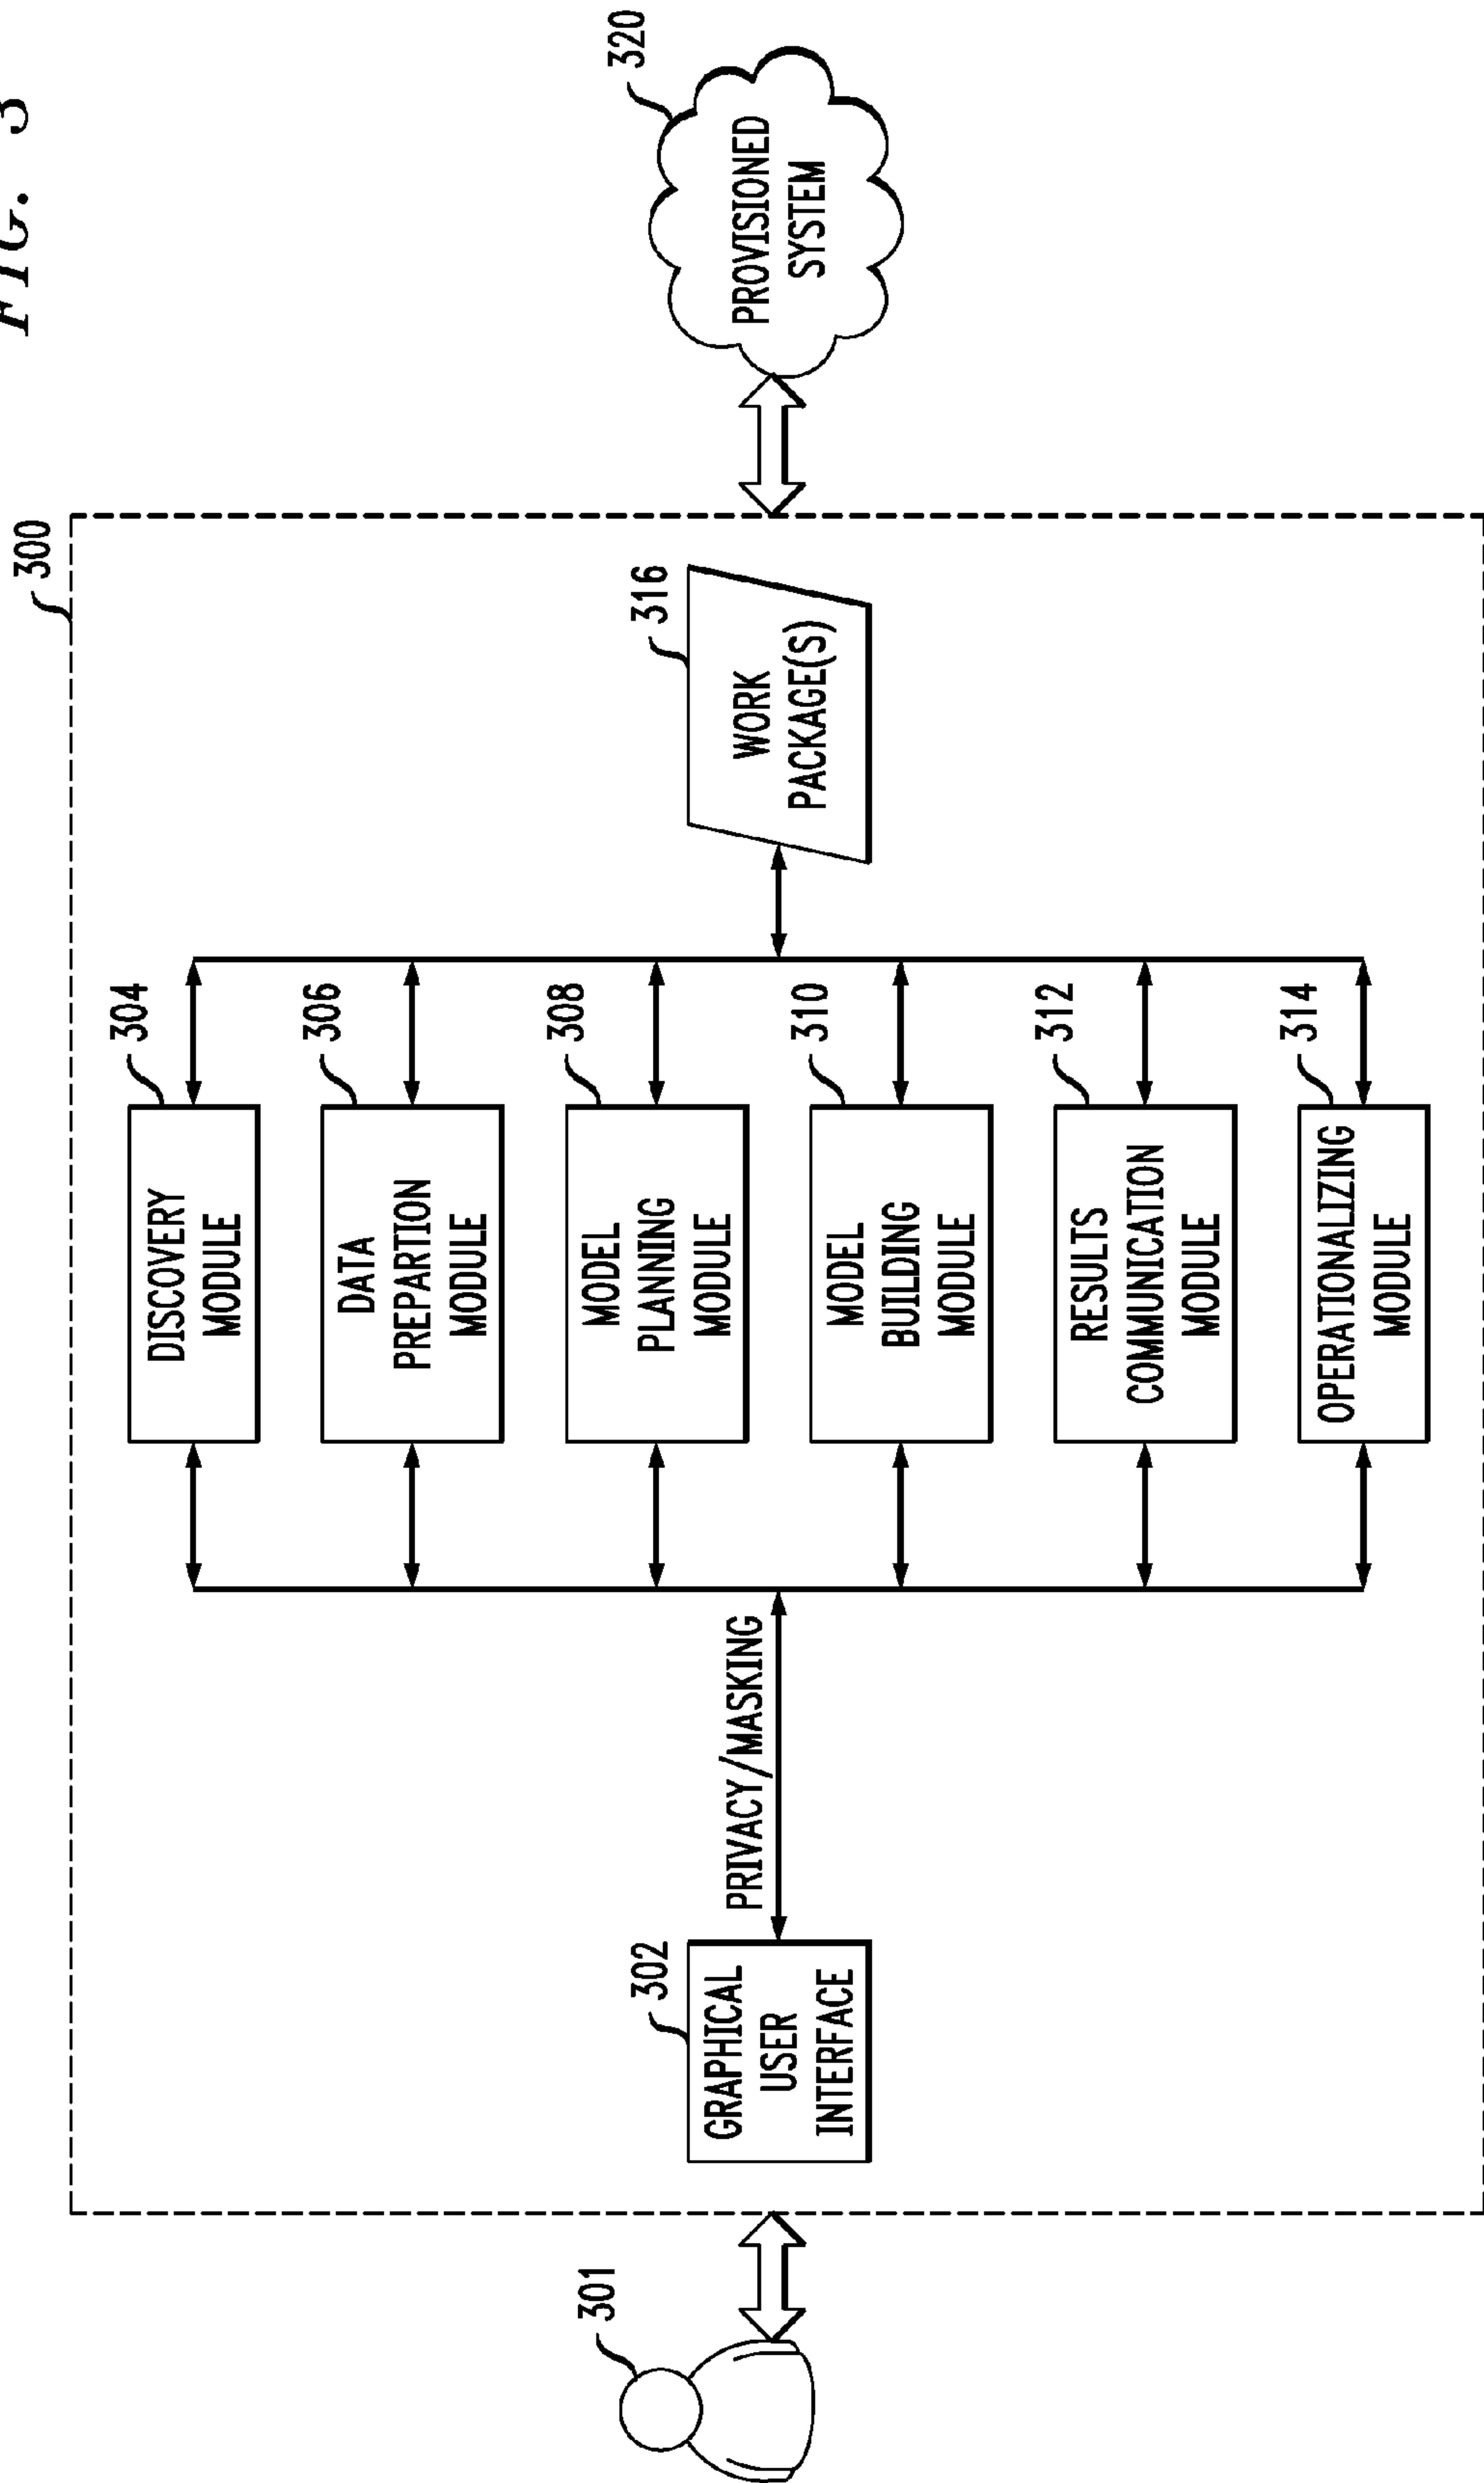 FIG. 3
300
301
302
GRAPHICAL
USER
INTERFACE
PRIVACY/MASKING
304
DISCOVERY
MODULE
306
DATA
PREPARTION
MODULE
308
MODEL
PLANNING
MODULE
310
MODEL
BUILDING
MODULE
312
RESULTS
COMMUNICATION
MODULE
314
OPERATIONALIZING
MODULE
316
WORK
PACKAGE(S)
320
PROVISIONED
SYSTEM